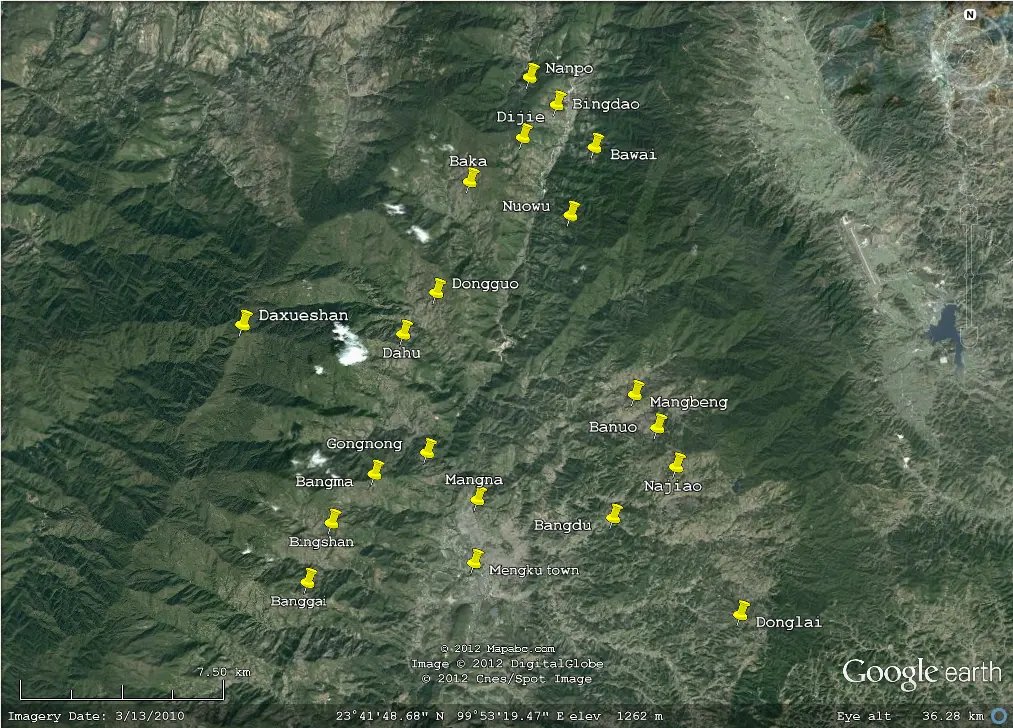 N
Nanpo
Bingdao
Dijie
Bawai
Baka
Nuowu
Dongguo
Daxueshan
Dahu
Mangbeng
Banuo
Gongnong
Bangma
Mangna
Najiao
Bangdu
Bingshan
Mengku town
Banggai
Donglai
© 2012 Mapabc.com
Image © 2012 DigitalGlobe
© 2012 Cnes/Spot Image
7.50 km
Google earth
Imagery Date: 3/13/2010 23°41'48.68" N 99°53'19.47" E elev 1262 m Eye alt 36.28 km